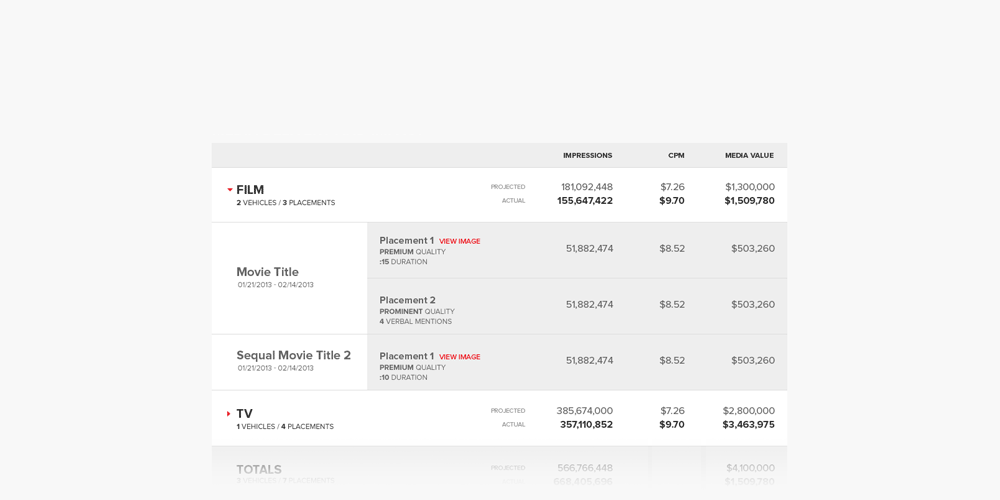 IMPRESSIONS CPM MEDIA VALUE
FILM PROJECTED 181,092,448 $7.26 $1,300,000
2 VEHICLES / 3 PLACEMENTS ACTUAL 155,647,422 $9.70 $1,509,780
Movie Title
01/21/2013 - 02/14/2013
Placement 1 VIEW IMAGE
PREMIUM QUALITY 51,882,474 $8.52 $503,260
:15 DURATION
Placement 2
PROMINENT QUALITY 51,882,474 $8.52 $503,260
4 VERBAL MENTIONS
Sequal Movie Title 2
01/21/2013 - 02/14/2013
Placement 1 VIEW IMAGE
PREMIUM QUALITY 51,882,474 $8.52 $503,260
:10 DURATION
TV PROJECTED 385,674,000 $7.26 $2,800,000
1 VEHICLES / 4 PLACEMENTS ACTUAL 357,110,852 $9.70 $3,463,975
TOTALS PROJECTED 566,766,448 $4,100,000
VEHICLES / 7 PLACEMENTS $1,509,780